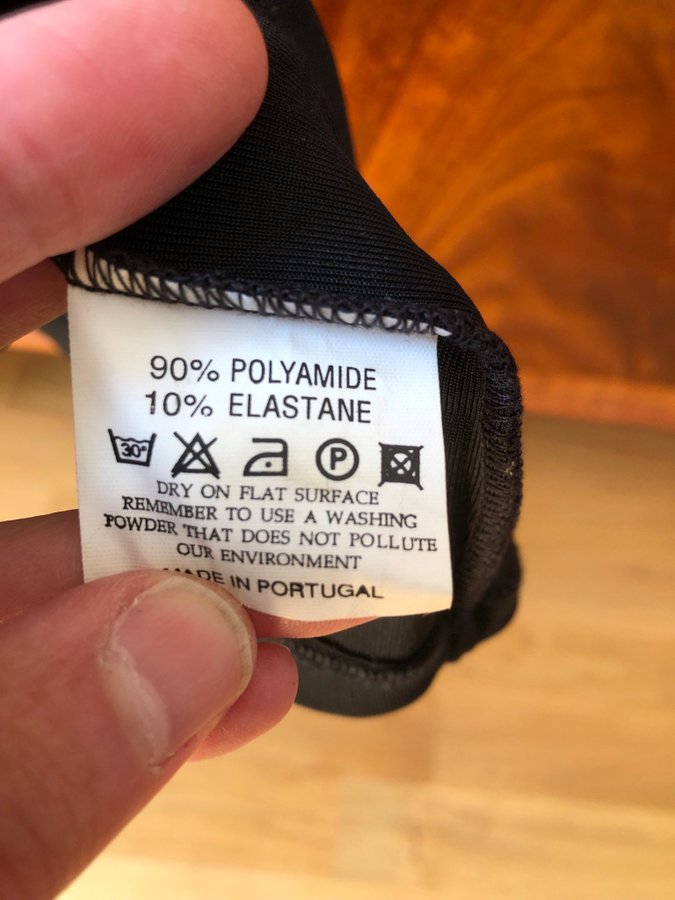 90% POLYAMIDE
10% ELASTANE
30° P
DRY ON FLAT SURFACE
REMEMBER TO USE A WASHING
POWDER THAT DOES NOT POLLUTE
OUR ENVIRONMENT
MADE IN PORTUGAL